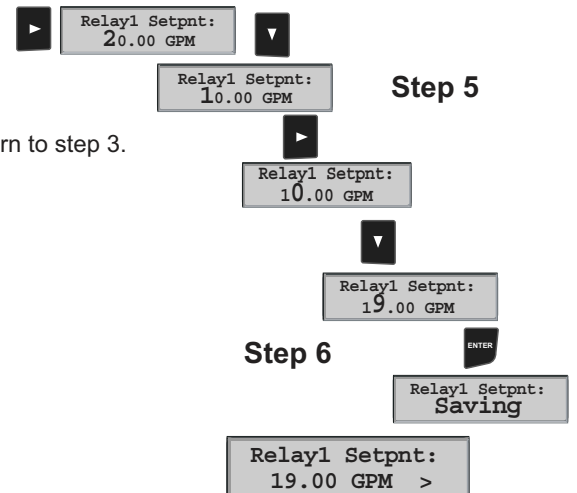 Relay1 Setpnt:
20.00 GPM
Relay1 Setpnt:
10.00 GPM
Step 5
rn to step 3.
Relay1 Setpnt:
10.00 GPM
Relay1 Setpnt:
19.00 GPM
Step 6
ENTER
Relay1 Setpnt:
Saving
Relay1 Setpnt:
19.00 GPM >